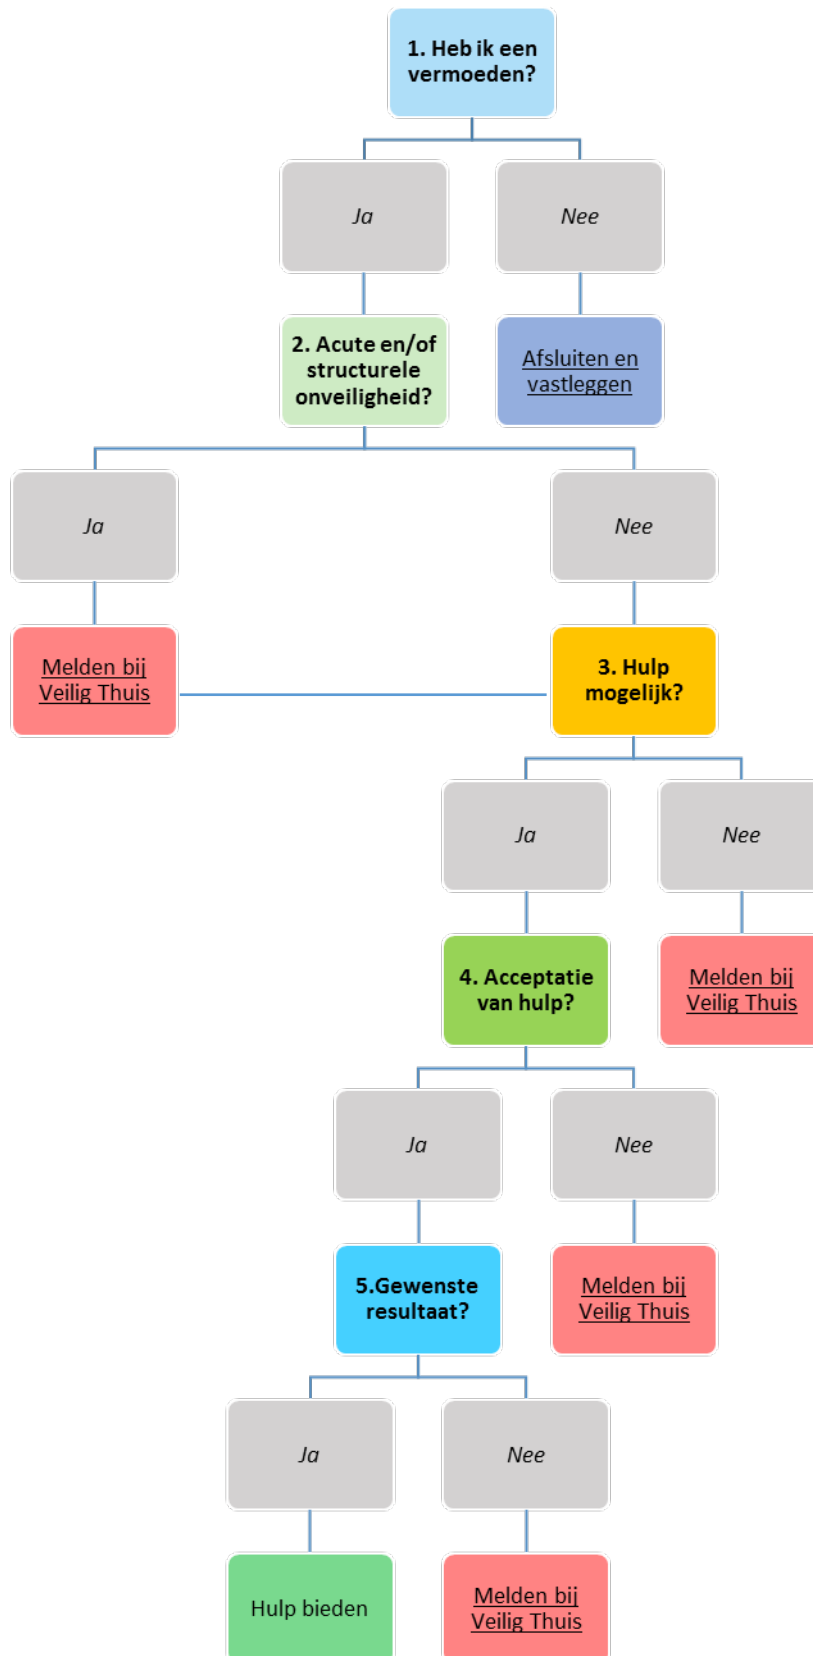 1. Heb ik een
vermoeden?
Ja
Nee
2. Acute en/of
structurele
onveiligheid?
Afsluiten en
vastleggen
Ja
Nee
Melden bij
Veilig Thuis
3. Hulp
mogelijk?
Ja
Nee
4. Acceptatie
van hulp?
Melden bij
Veilig Thuis
Ja
Nee
5.Gewenste
resultaat?
Melden bij
Veilig Thuis
Ja
Nee
Hulp bieden
Melden bij
Veilig Thuis